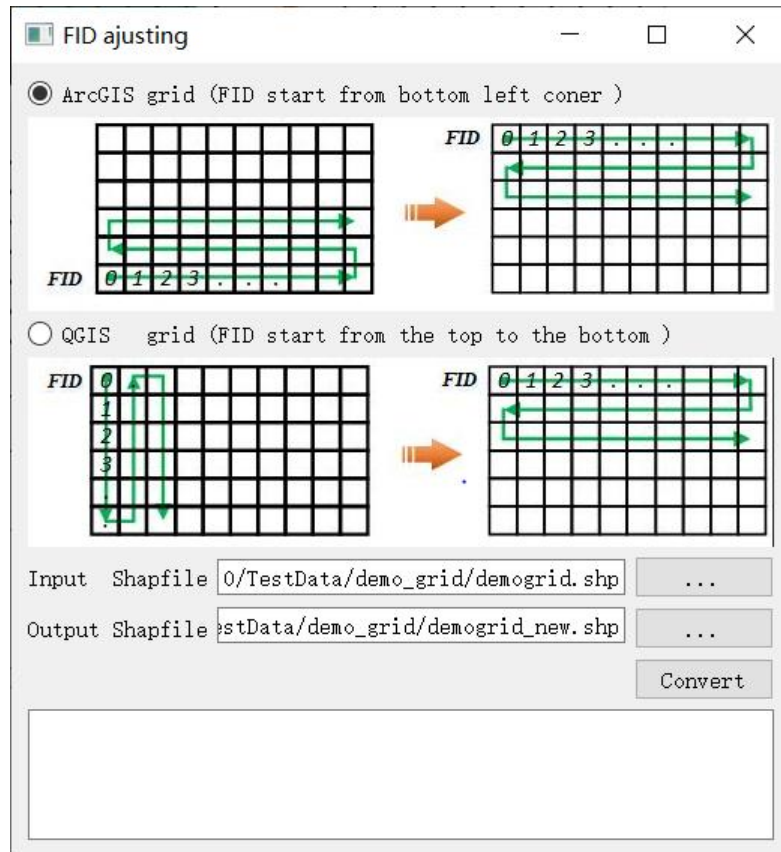 FID ajusting
ArcGIS grid (FID start from bottom left coner )
FID 0 1 2 3 . . .
FID 0 1 2 3 . . .
QGIS grid (FID start from the top to the bottom )
FID 0
1
2
3
.
.
FID 0 1 2 3 . . .
Input Shapfile 0/TestData/demo_grid/demogrid.shp ...
Output Shapfile estData/demo_grid/demogrid_new.shp ...
Convert